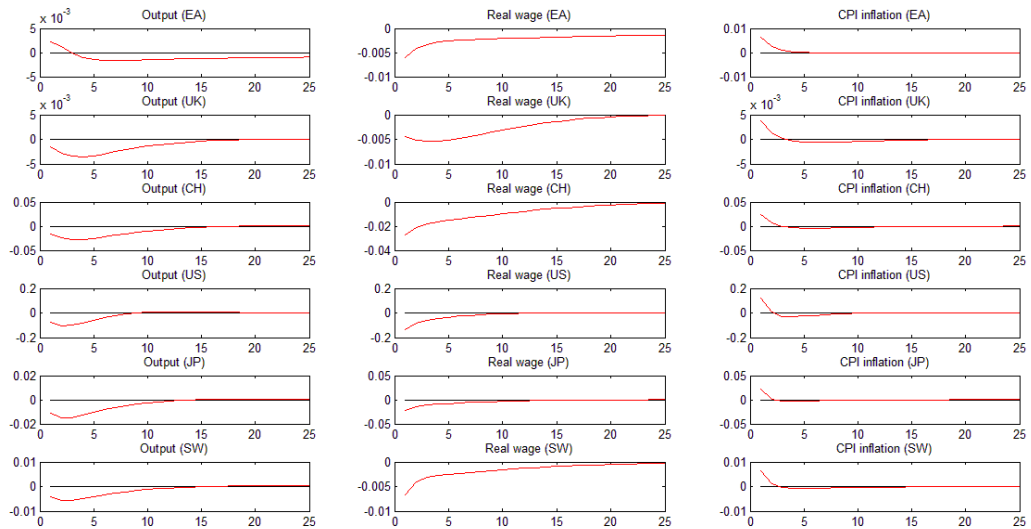 x 10⁻³ Output (EA) Real wage (EA) CPI inflation (EA)
5 0 0.01
0 -0.005 0
5 -0.01 -0.01
0 5 10 15 20 25 0 5 10 15 20 25 0 5 10 15 20 25
x 10⁻³ Output (UK) Real wage (UK) x 10⁻³ CPI inflation (UK)
5 0 5
0 -0.005 0
5 -0.01 5
0 5 10 15 20 25 0 5 10 15 20 25 0 5 10 15 20 25
Output (CH) Real wage (CH) CPI inflation (CH)
0.05 0 0.05
0 -0.02 0
-0.05 -0.04 -0.05
0 5 10 15 20 25 0 5 10 15 20 25 0 5 10 15 20 25
Output (US) Real wage (US) CPI inflation (US)
0.2 0.2 0.2
0 0 0
-0.2 -0.2 -0.2
0 5 10 15 20 25 0 5 10 15 20 25 0 5 10 15 20 25
Output (JP) Real wage (JP) CPI inflation (JP)
0.02 0.05 0.05
0 0 0
-0.02 -0.05 -0.05
0 5 10 15 20 25 0 5 10 15 20 25 0 5 10 15 20 25
Output (SW) Real wage (SW) CPI inflation (SW)
0.01 0 0.01
0 -0.005 0
-0.01 -0.01 -0.01
0 5 10 15 20 25 0 5 10 15 20 25 0 5 10 15 20 25